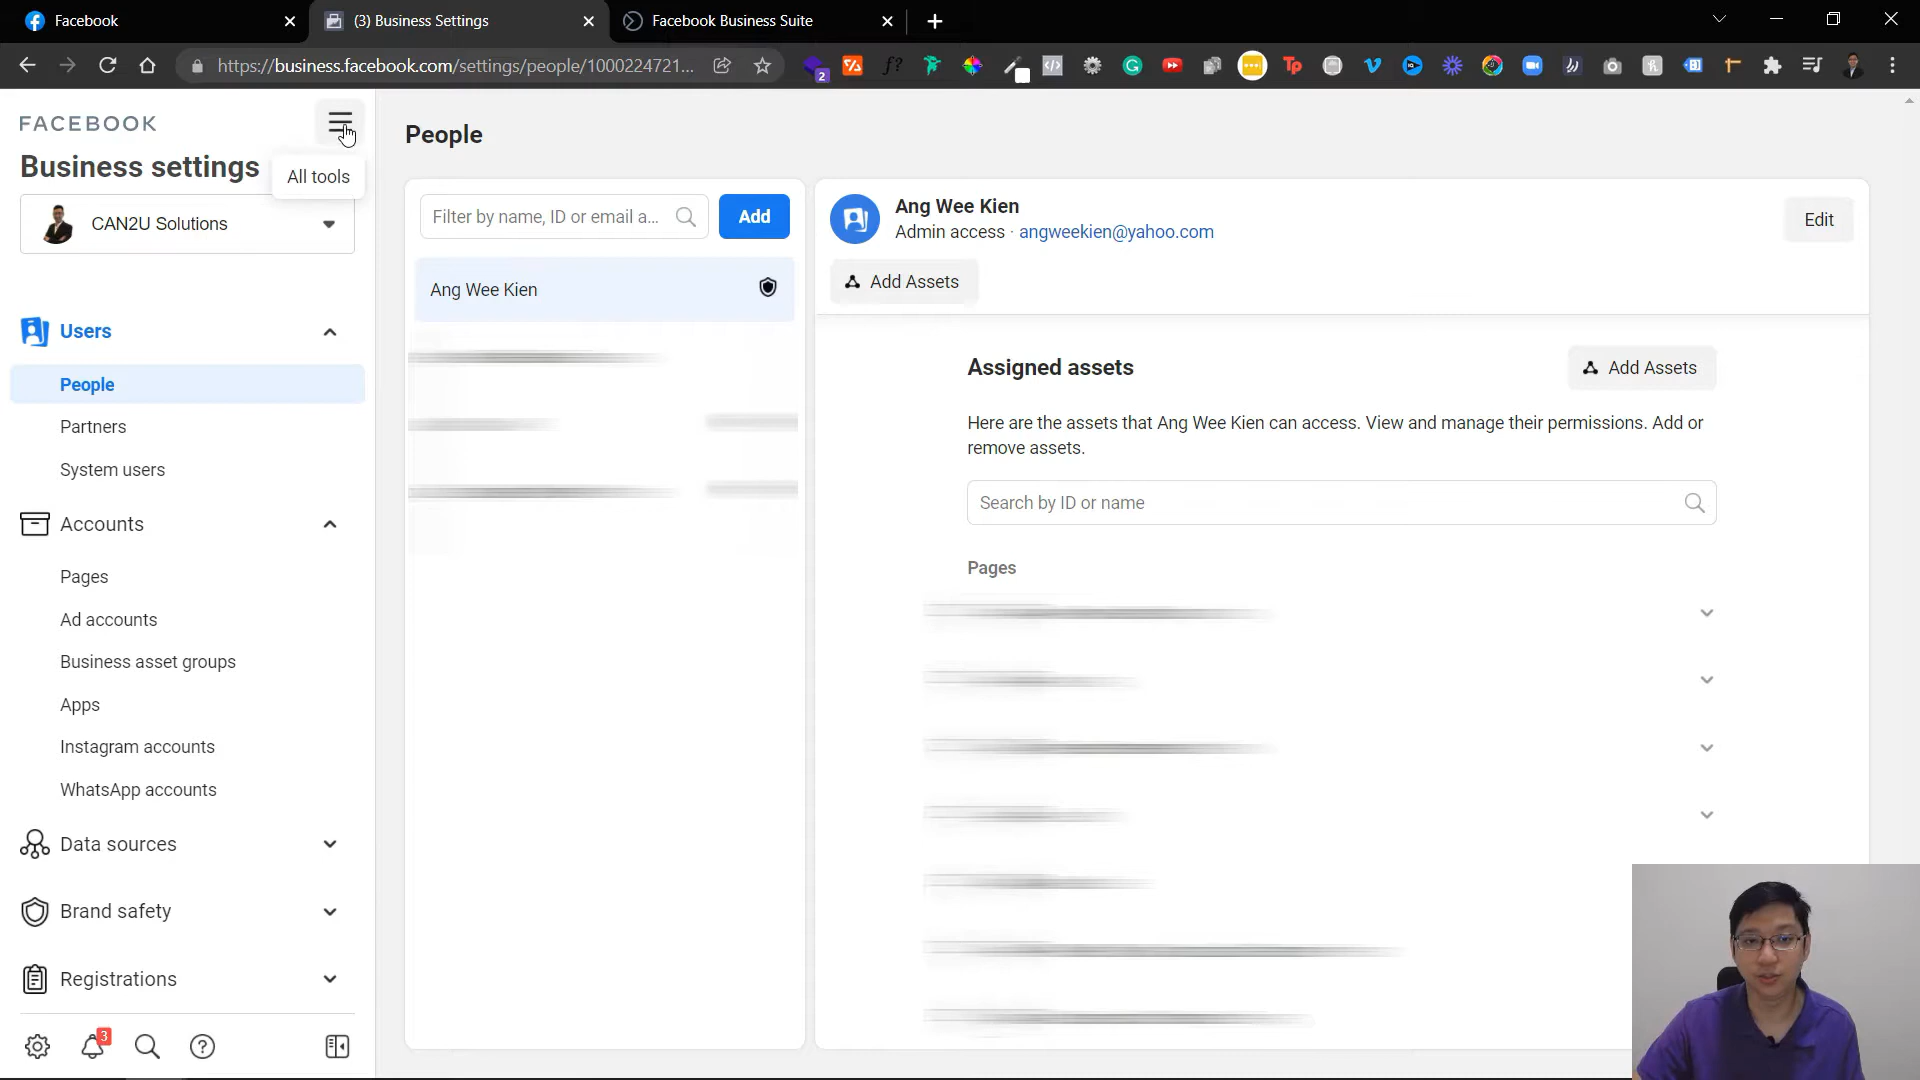 Facebook
(3) Business Settings
Facebook Business Suite
https://business.facebook.com/settings/people/1000224721...
2
f?
Tp
FACEBOOK
Business settings
All tools
CAN2U Solutions
Users
People
Partners
System users
Accounts
Pages
Ad accounts
Business asset groups
Apps
Instagram accounts
WhatsApp accounts
Data sources
Brand safety
Registrations
3
People
Filter by name, ID or email a...
Add
Ang Wee Kien
Ang Wee Kien
Admin access · angweekien@yahoo.com
Edit
Add Assets
Assigned assets
Add Assets
Here are the assets that Ang Wee Kien can access. View and manage their permissions. Add or
remove assets.
Search by ID or name
Pages